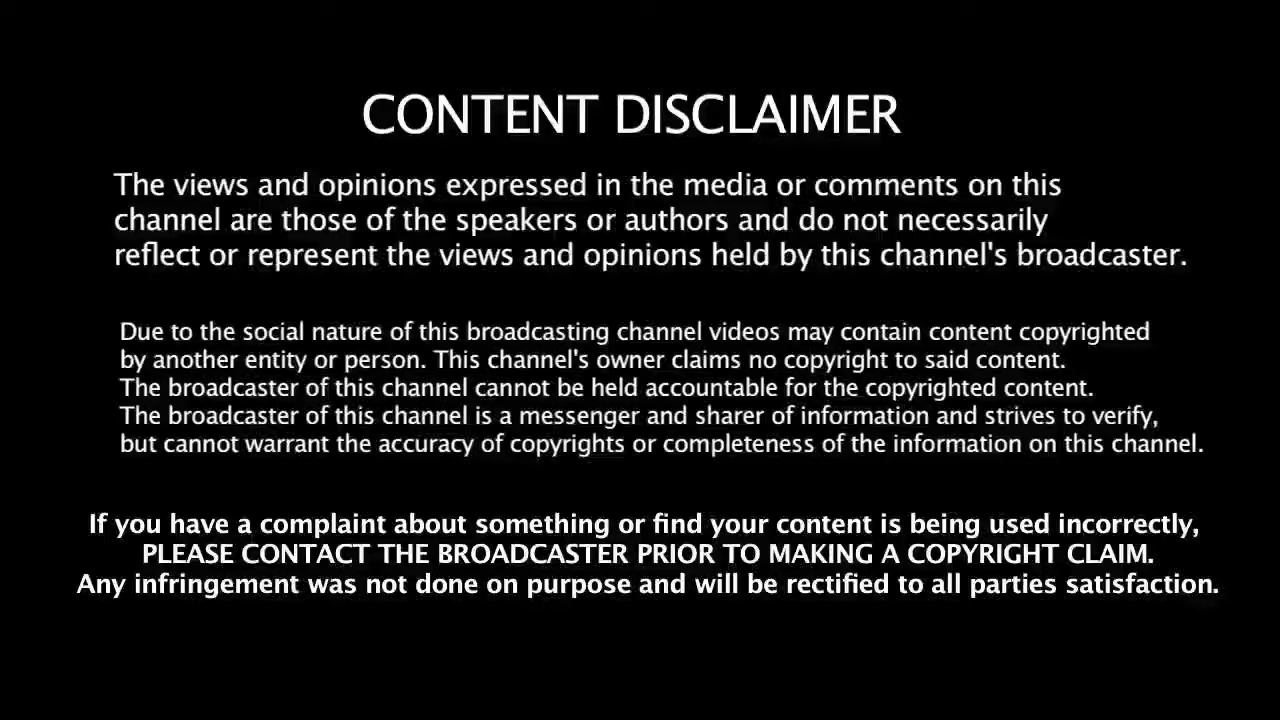 CONTENT DISCLAIMER
The views and opinions expressed in the media or comments on this
channel are those of the speakers or authors and do not necessarily
reflect or represent the views and opinions held by this channel's broadcaster.
Due to the social nature of this broadcasting channel videos may contain content copyrighted
by another entity or person. This channel's owner claims no copyright to said content.
The broadcaster of this channel cannot be held accountable for the copyrighted content.
The broadcaster of this channel is a messenger and sharer of information and strives to verify,
but cannot warrant the accuracy of copyrights or completeness of the information on this channel.
If you have a complaint about something or find your content is being used incorrectly,
PLEASE CONTACT THE BROADCASTER PRIOR TO MAKING A COPYRIGHT CLAIM.
Any infringement was not done on purpose and will be rectified to all parties satisfaction.